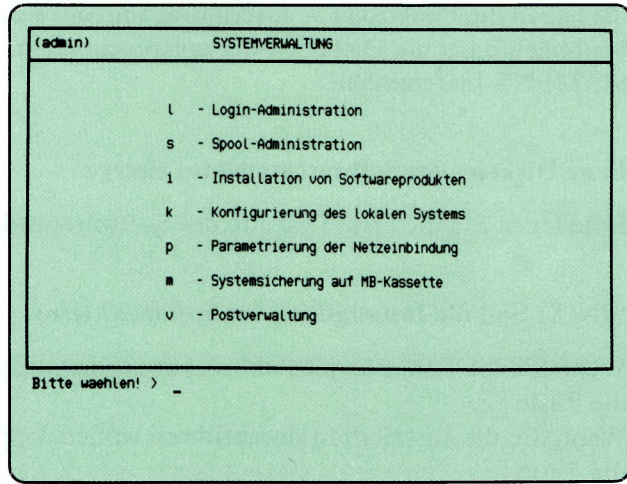 (admin) SYSTEMVERWALTUNG
l - Login-Administration
s - Spool-Administration
i - Installation von Softwareprodukten
k - Konfigurierung des lokalen Systems
p - Parametrierung der Netzeinbindung
m - Systemsicherung auf MB-Kassette
v - Postverwaltung
Bitte waehlen! > _